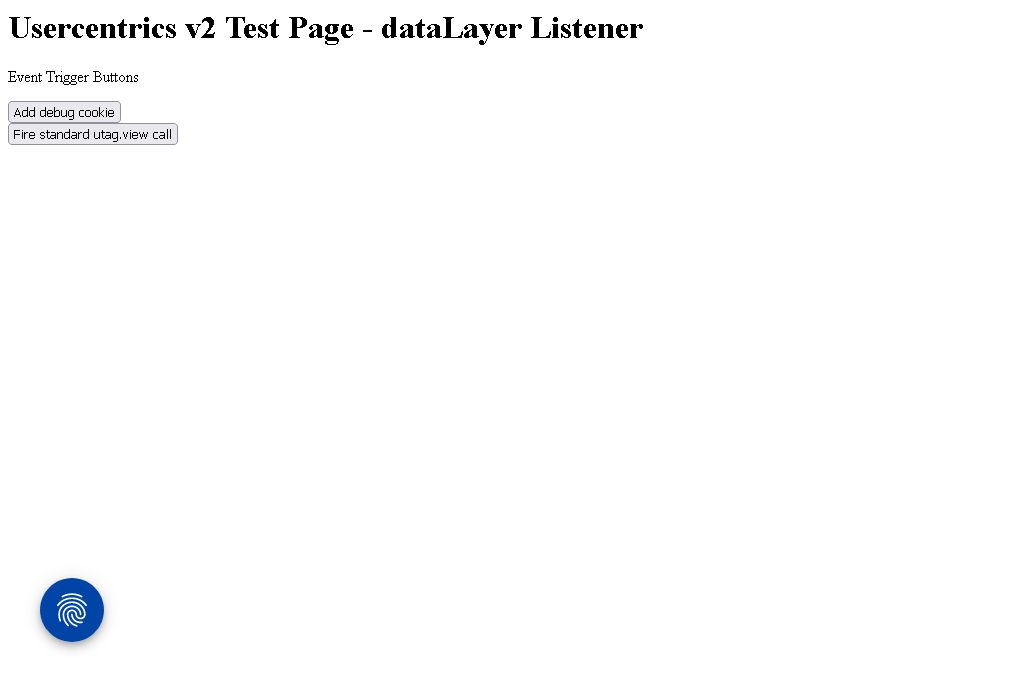 Usercentrics v2 Test Page - dataLayer Listener
Event Trigger Buttons
Add debug cookie
Fire standard utag.view call